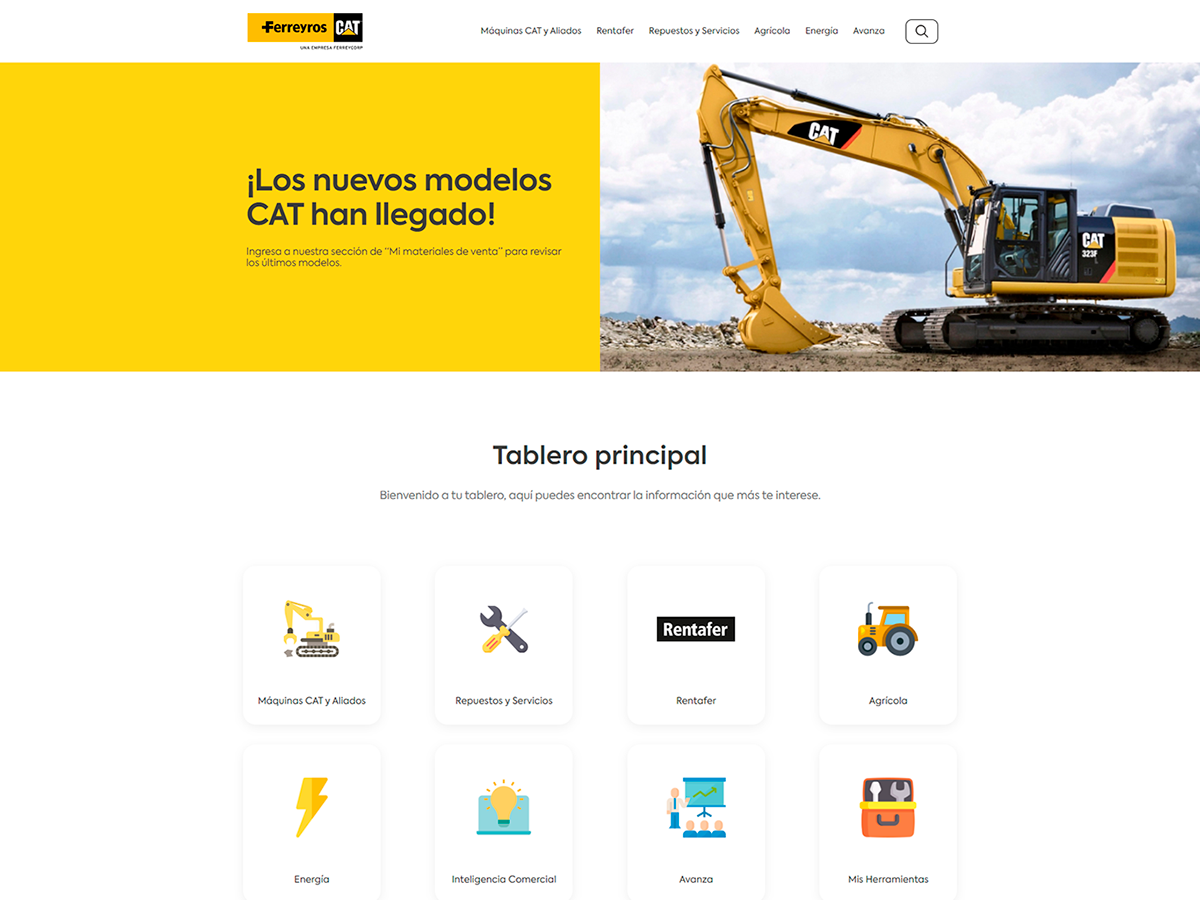 Ferreyros CAT
UNA EMPRESA FERREYCORP
Máquinas CAT y Aliados
Rentafer
Repuestos y Servicios
Agrícola
Energía
Avanza
¡Los nuevos modelos
CAT han llegado!
Ingresa a nuestra sección de “Mi materiales de venta” para revisar
los últimos modelos.
CAT
CAT
323F
Tablero principal
Bienvenido a tu tablero, aquí puedes encontrar la información que más te interese.
Rentafer
Máquinas CAT y Aliados
Repuestos y Servicios
Rentafer
Agrícola
Energía
Inteligencia Comercial
Avanza
Mis Herramientas